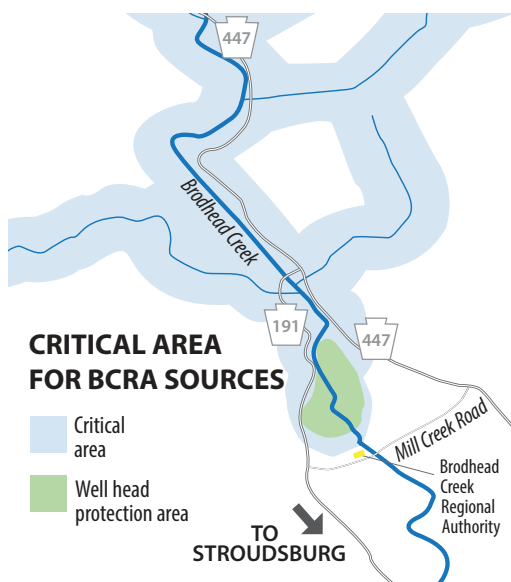 447
Brodhead Creek
191
447
CRITICAL AREA
FOR BCRA SOURCES
Critical
area
Well head
protection area
Mill Creek Road
Brodhead
Creek
Regional
Authority
TO
STROUDSBURG